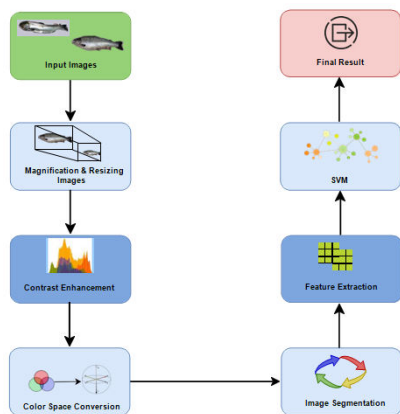 Input Images
Magnification & Resizing
Images
Contrast Enhancement
Color Space Conversion
Image Segmentation
Feature Extraction
SVM
Final Result